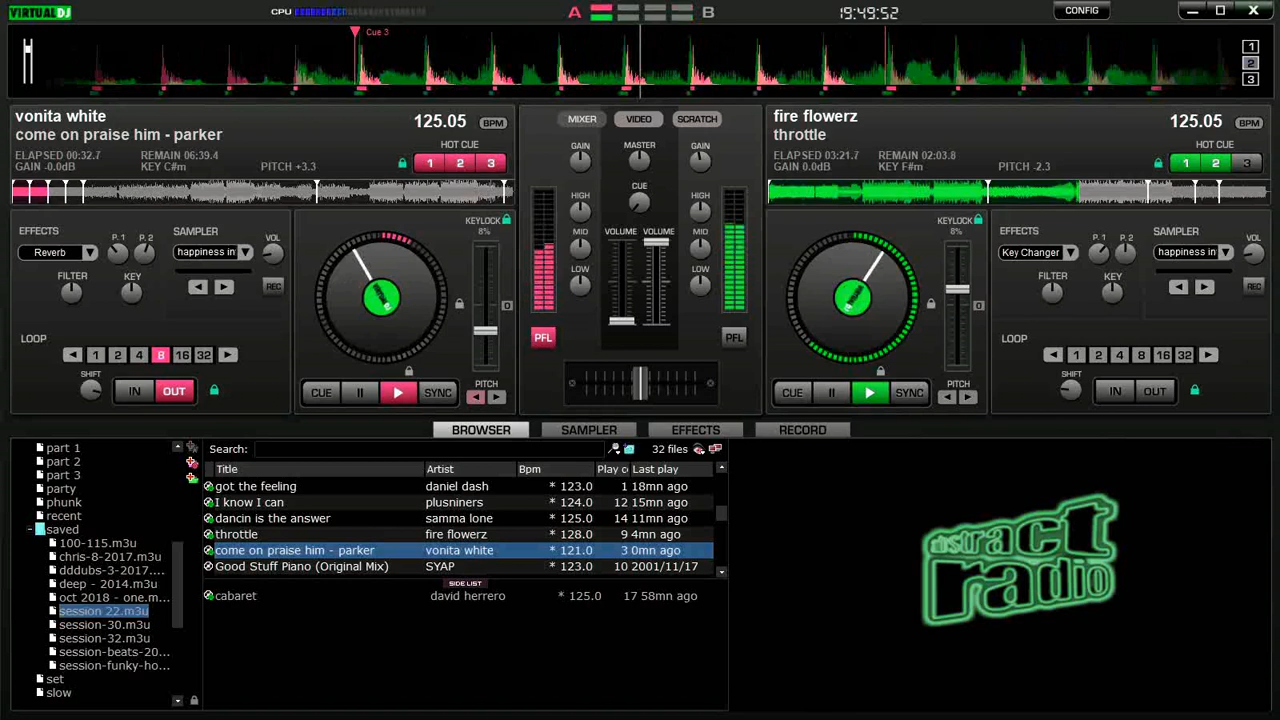 VIRTUALDJ
CPU
A
B
19:49:52
CONFIG
Cue 3
1
2
3
vonita white
come on praise him - parker
125.05
BPM
ELAPSED 00:32.7 REMAIN 06:39.4
GAIN -0.0dB KEY C#m PITCH +3.3
HOT CUE
1 2 3
MIXER VIDEO SCRATCH
fire flowerz
throttle
125.05
BPM
ELAPSED 03:21.7 REMAIN 02:03.8
GAIN 0.0dB KEY F#m PITCH -2.3
HOT CUE
1 2 3
EFFECTS
Reverb
P. 1 P. 2
SAMPLER
happiness in
VOL
FILTER KEY
REC
LOOP
1 2 4 8 16 32
SHIFT
IN OUT
KEYLOCK
8%
0
CUE SYNC
PITCH
GAIN MASTER GAIN
HIGH CUE HIGH
MID VOLUME VOLUME MID
LOW LOW
PFL PFL
KEYLOCK
8%
0
CUE SYNC
PITCH
EFFECTS
Key Changer
P. 1 P. 2
SAMPLER
happiness in
VOL
FILTER KEY
REC
LOOP
1 2 4 8 16 32
SHIFT
IN OUT
BROWSER SAMPLER EFFECTS RECORD
part 1
part 2
part 3
party
phunk
recent
saved
100-115.m3u
chris-8-2017.m3u
dddubs-3-2017....
deep - 2014.m3u
oct 2018 - one.m...
session 22.m3u
session-30.m3u
session-32.m3u
session-beats-20...
session-funky-ho...
set
slow
Search: 32 files
Title Artist Bpm Play c Last play
got the feeling daniel dash * 123.0 1 18mn ago
I know I can plusniners * 124.0 12 15mn ago
dancin is the answer samma lone * 125.0 14 11mn ago
throttle fire flowerz * 128.0 9 4mn ago
come on praise him - parker vonita white * 121.0 3 0mn ago
Good Stuff Piano (Original Mix) SYAP * 123.0 10 2001/11/17
SIDE LIST
cabaret david herrero * 125.0 17 58mn ago
abstract
radio